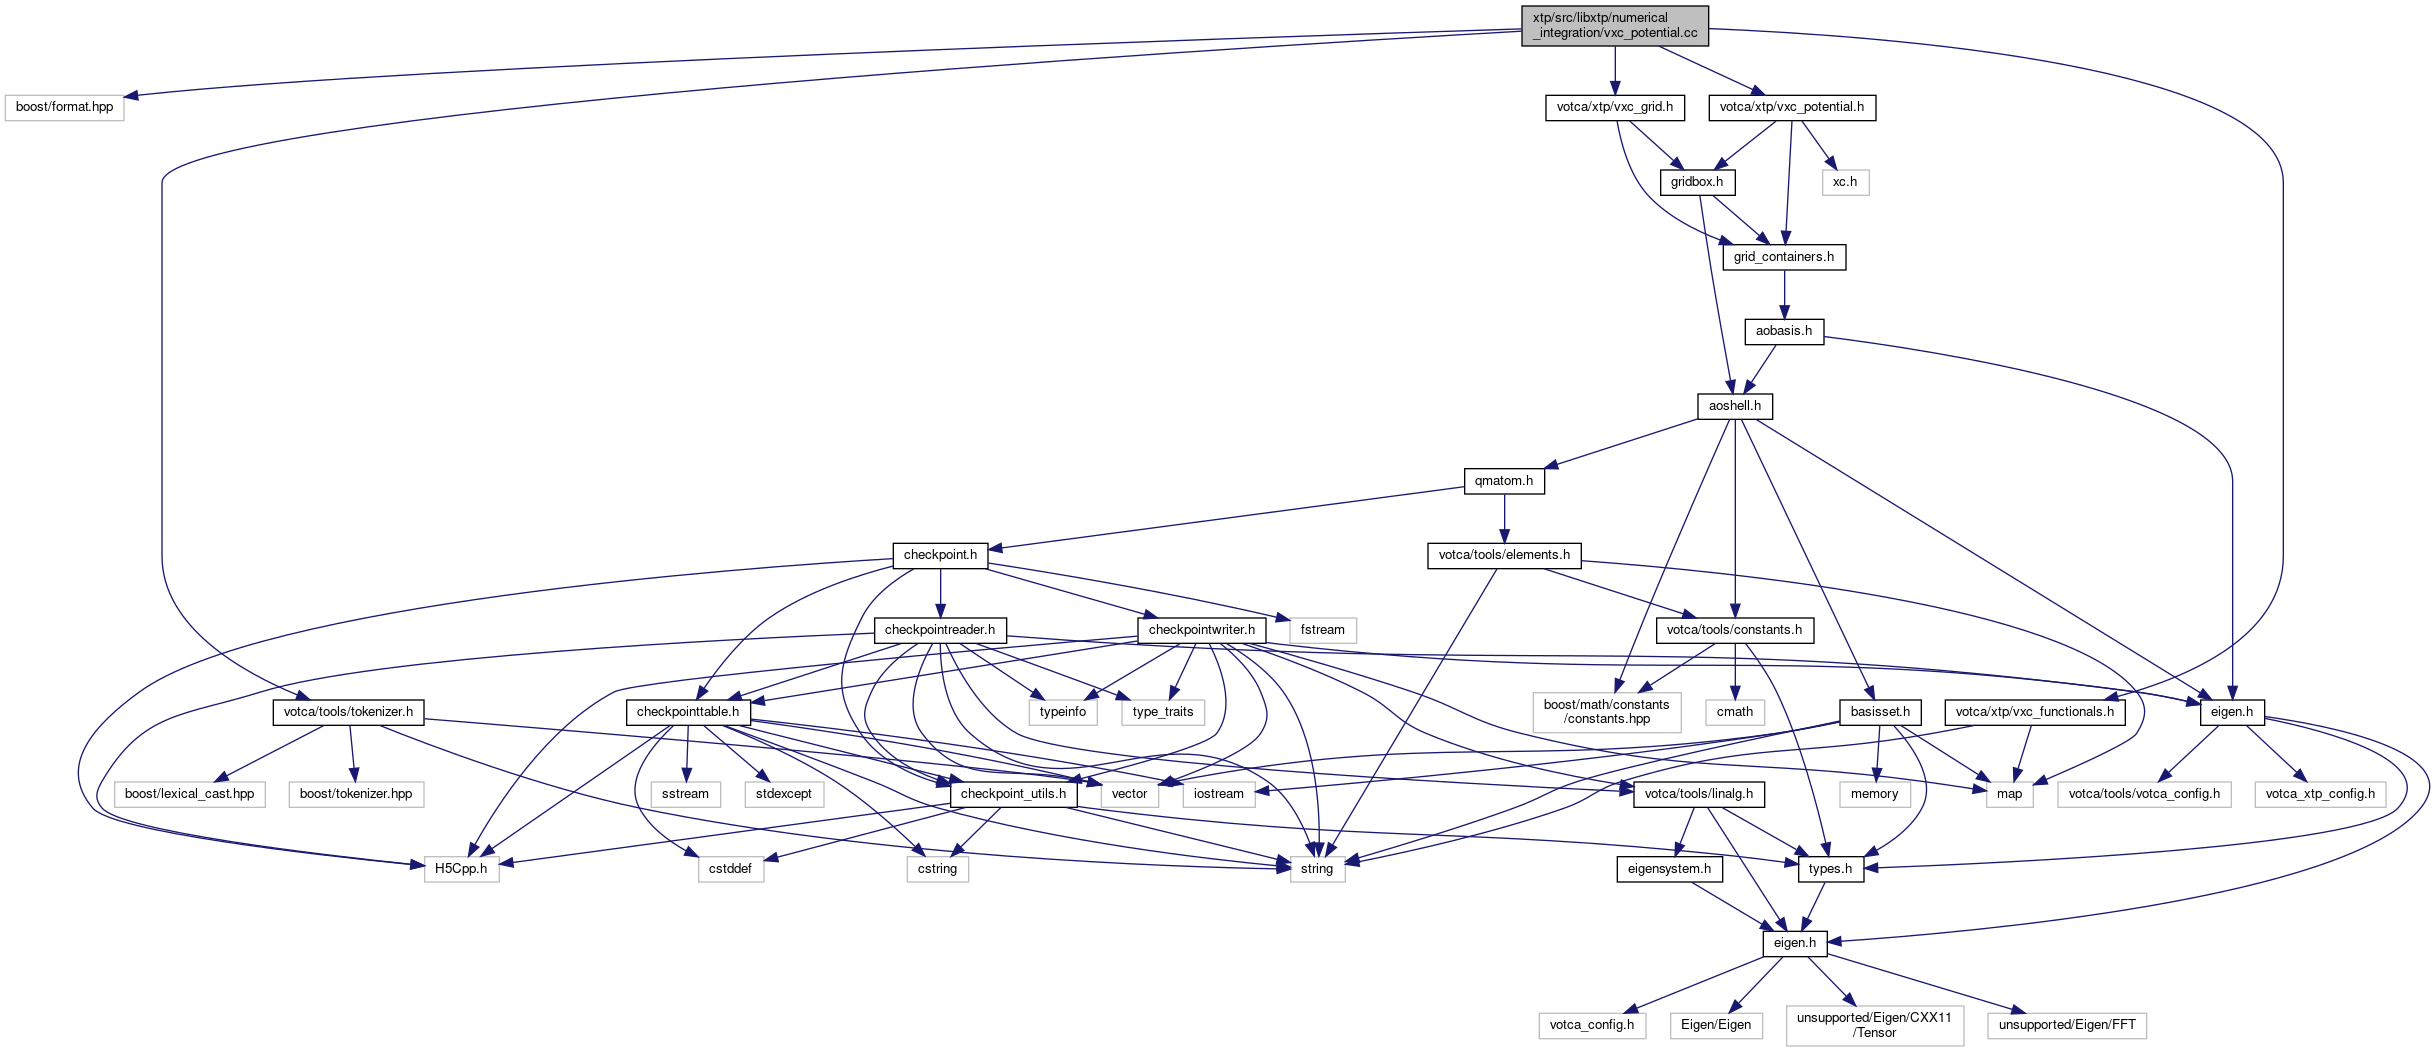 xtp/src/libxtp/numerical
_integration/vxc_potential.cc
boost/format.hpp
votca/xtp/vxc_grid.h
votca/xtp/vxc_potential.h
gridbox.h
xc.h
grid_containers.h
aobasis.h
aoshell.h
qmatom.h
checkpoint.h
votca/tools/elements.h
checkpointreader.h
checkpointwriter.h
fstream
votca/tools/constants.h
votca/tools/tokenizer.h
checkpointtable.h
typeinfo
type_traits
boost/math/constants
/constants.hpp
cmath
basisset.h
votca/xtp/vxc_functionals.h
eigen.h
boost/lexical_cast.hpp
boost/tokenizer.hpp
sstream
stdexcept
checkpoint_utils.h
vector
iostream
votca/tools/linalg.h
memory
map
votca/tools/votca_config.h
votca_xtp_config.h
H5Cpp.h
cstddef
cstring
string
eigensystem.h
types.h
eigen.h
votca_config.h
Eigen/Eigen
unsupported/Eigen/CXX11
/Tensor
unsupported/Eigen/FFT